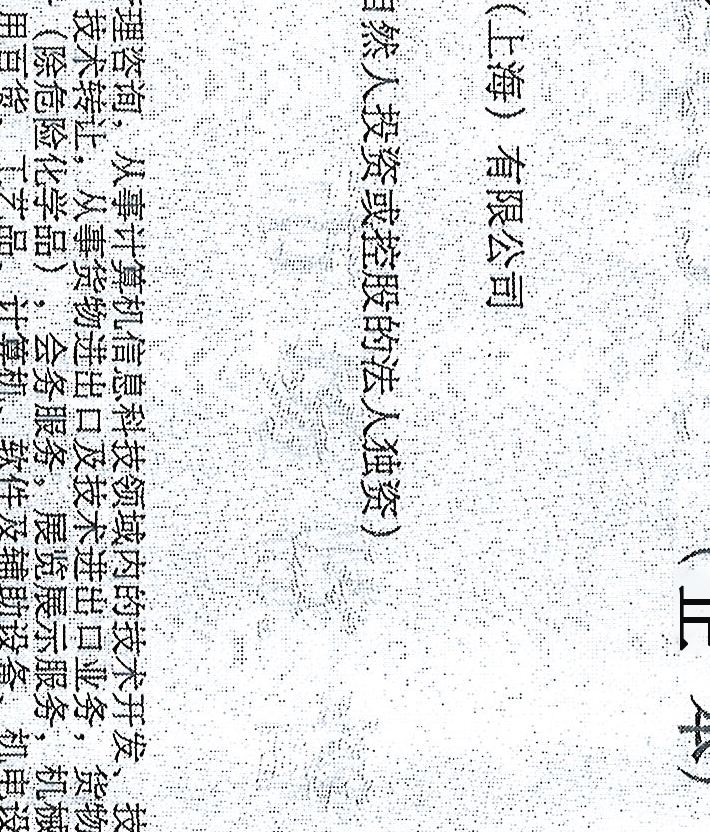 （正本）
（上海）有限公司
自然人投资或控股的法人独资）
理咨询，从事计算机信息科技领域内的技术开发、技
技术转让，从事货物进出口及技术进出口业务，货物
（除危险化学品），会务服务，展览展示服务，机械
用百货，工艺品，计算机、软件及辅助设备，机电设